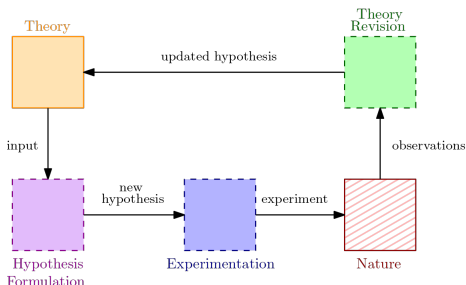 Theory
Theory
Revision
updated hypothesis
input
observations
new
hypothesis
experiment
Hypothesis
Formulation
Experimentation
Nature